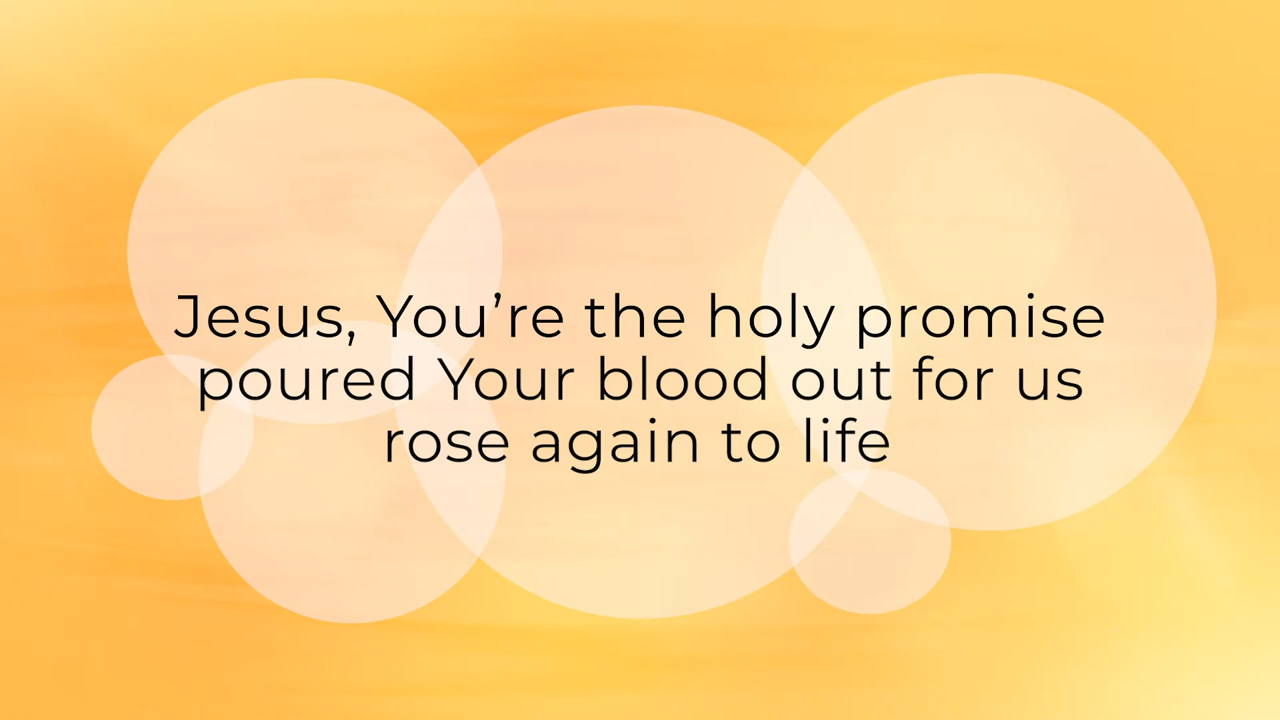 Jesus, You’re the holy promise
poured Your blood out for us
rose again to life